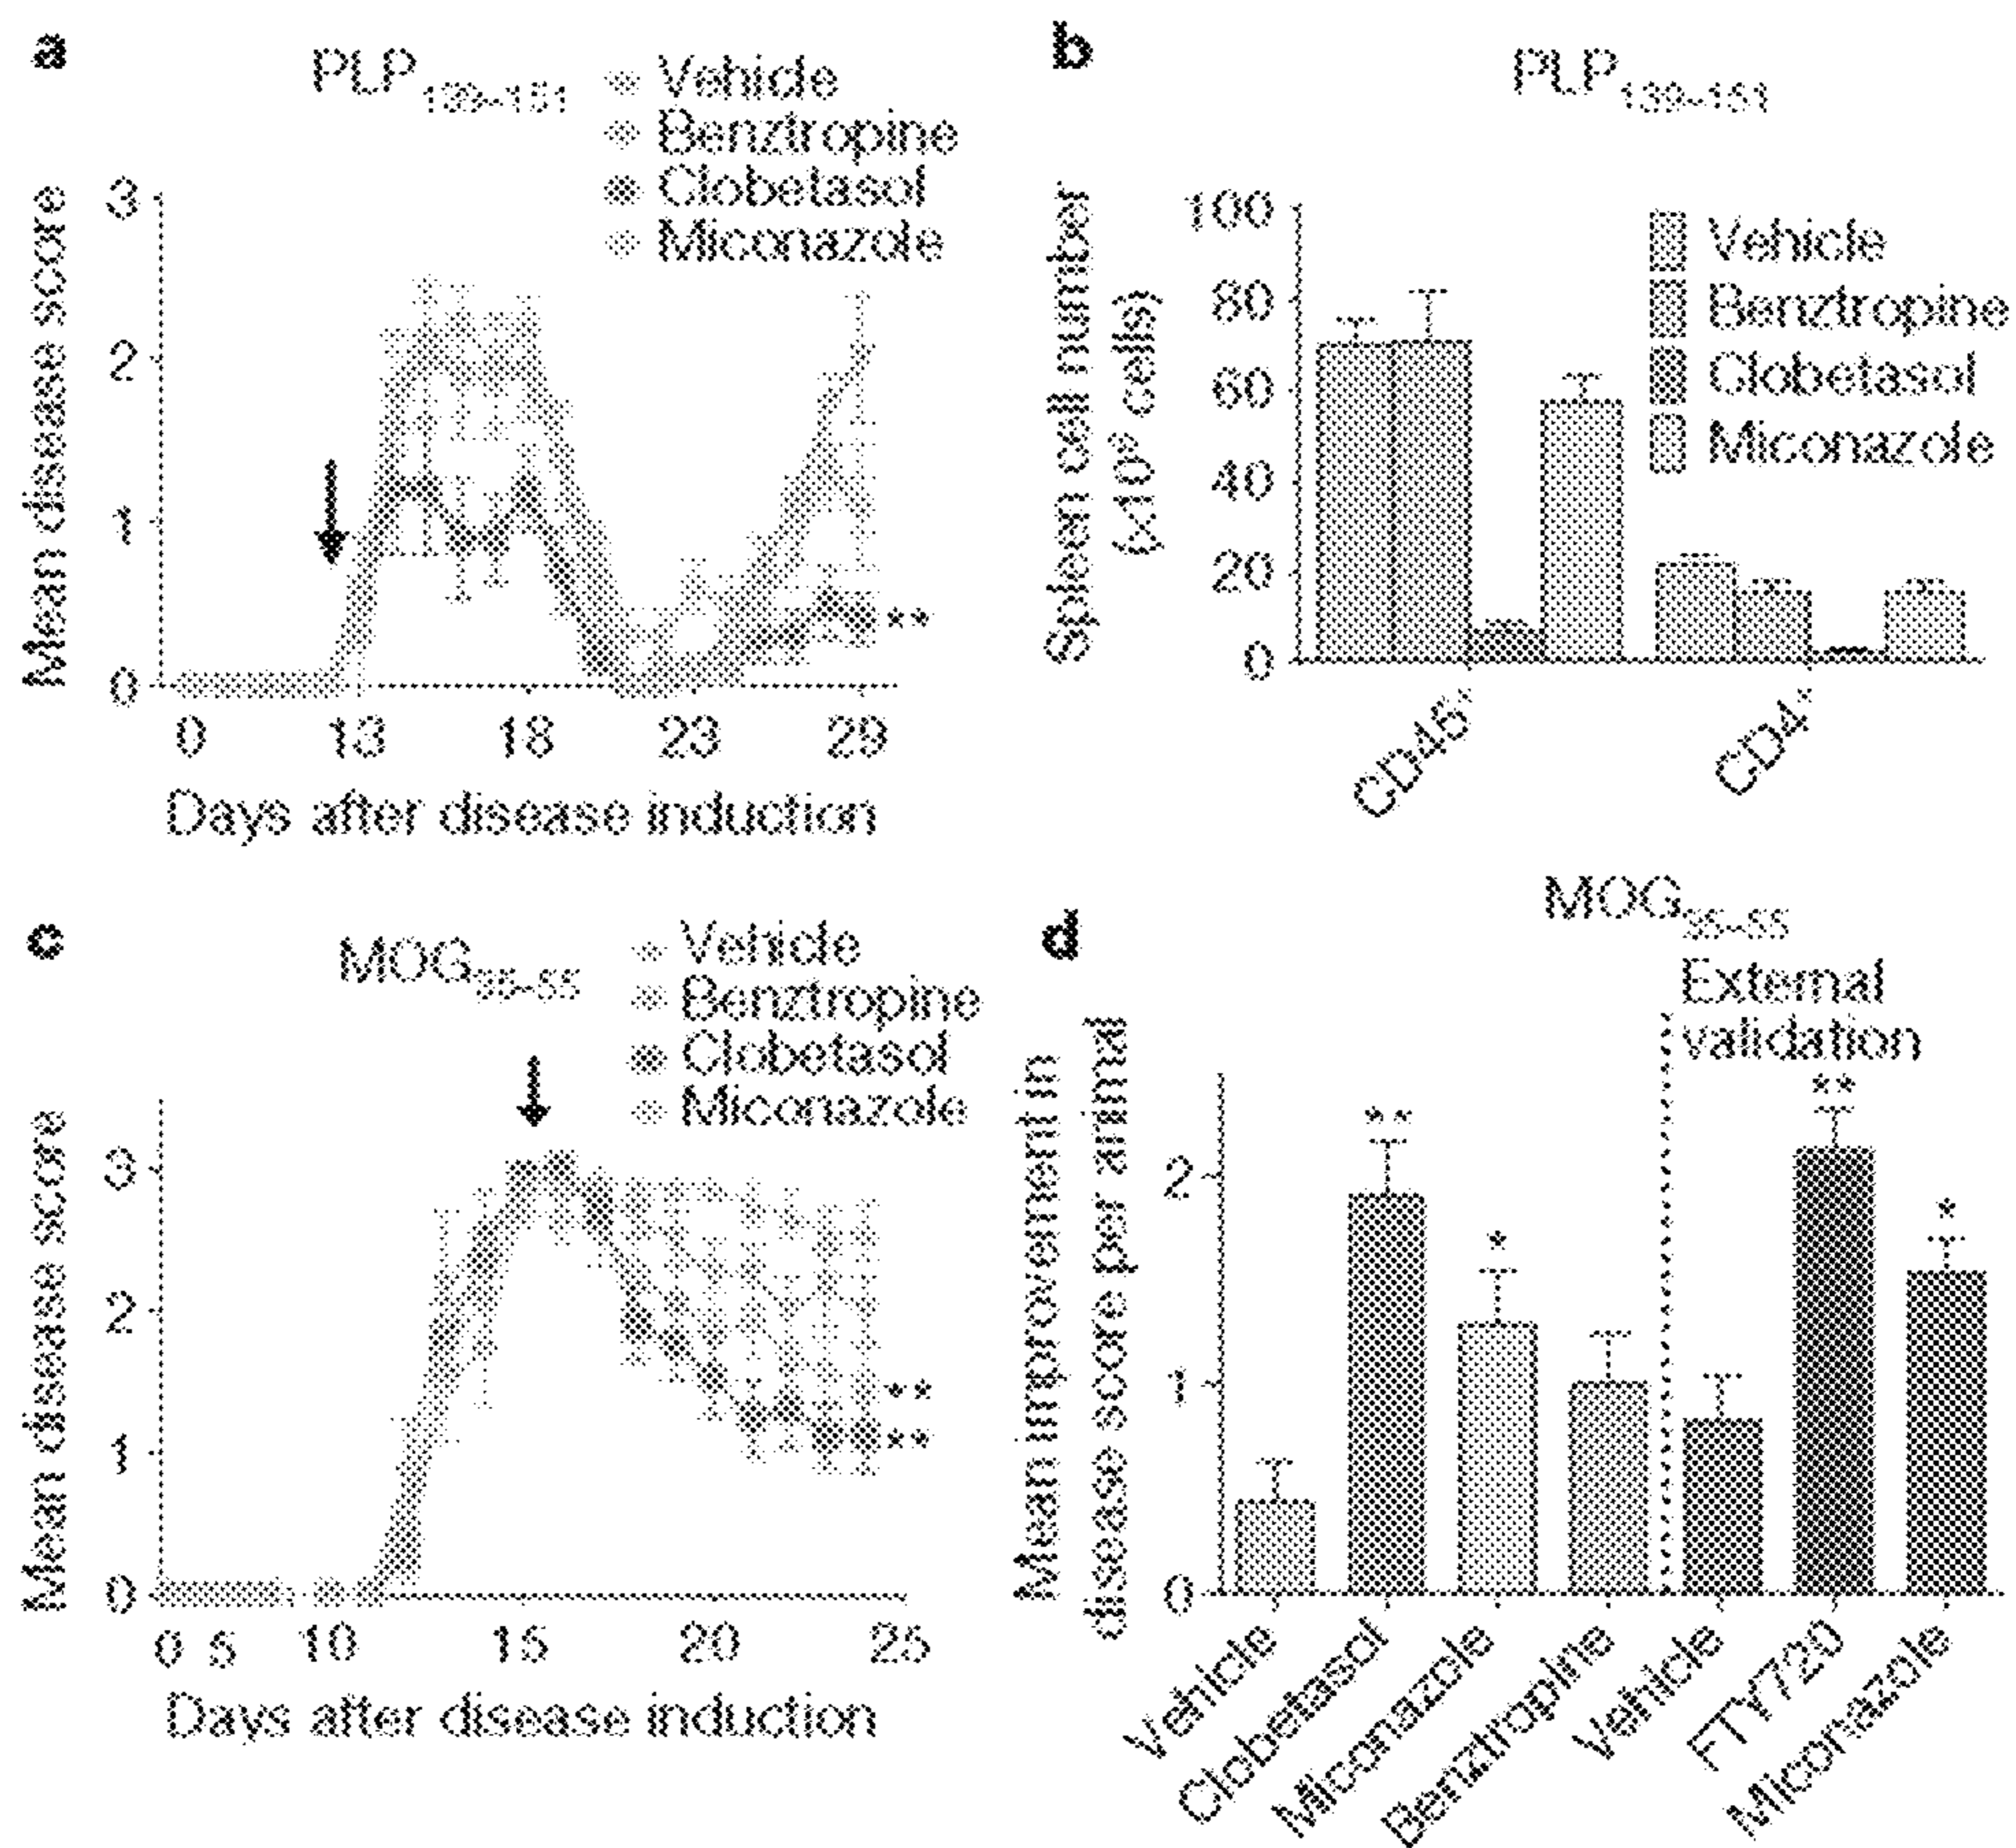 a
PLP139-151
Vehicle
Benztropine
Clobetasol
Miconazole
Mean disease score
3
2
1
0
**
0 13 18 23 29
Days after disease induction
b
PLP139-151
Vehicle
Benztropine
Clobetasol
Miconazole
Spleen cell number
cells)
100
80
60
40
20
0
CD4+
c
MOG35-55
Vehicle
Benztropine
Clobetasol
Miconazole
Mean disease score
3
2
1
0
**
**
0 5 10 15 20 25
Days after disease induction
d
MOG35-55
External
validation
Mean improvement in
disease score per animal
2
1
0
**
*
**
*
Vehicle
Clobetasol
Miconazole
Benztropine
Vehicle
FTY720
Miconazole